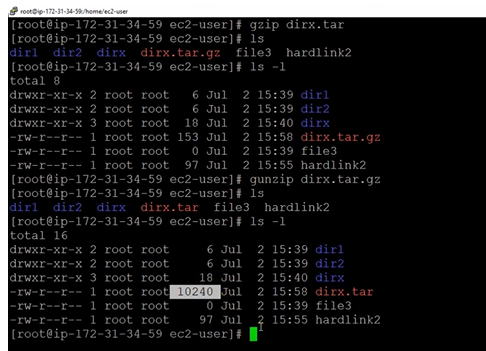 root@ip-172-31-34-59:/home/ec2-user
[root@ip-172-31-34-59 ec2-user]# gzip dirx.tar
[root@ip-172-31-34-59 ec2-user]# ls
dir1 dir2 dirx dirx.tar.gz file3 hardlink2
[root@ip-172-31-34-59 ec2-user]# ls -l
total 8
drwxr-xr-x 2 root root 6 Jul 2 15:39 dir1
drwxr-xr-x 2 root root 6 Jul 2 15:39 dir2
drwxr-xr-x 3 root root 18 Jul 2 15:40 dirx
-rw-r--r-- 1 root root 153 Jul 2 15:58 dirx.tar.gz
-rw-r--r-- 1 root root 0 Jul 2 15:39 file3
-rw-r--r-- 1 root root 97 Jul 2 15:55 hardlink2
[root@ip-172-31-34-59 ec2-user]# gunzip dirx.tar.gz
[root@ip-172-31-34-59 ec2-user]# ls
dir1 dir2 dirx dirx.tar file3 hardlink2
[root@ip-172-31-34-59 ec2-user]# ls -l
total 16
drwxr-xr-x 2 root root 6 Jul 2 15:39 dir1
drwxr-xr-x 2 root root 6 Jul 2 15:39 dir2
drwxr-xr-x 3 root root 18 Jul 2 15:40 dirx
-rw-r--r-- 1 root root 10240 Jul 2 15:58 dirx.tar
-rw-r--r-- 1 root root 0 Jul 2 15:39 file3
-rw-r--r-- 1 root root 97 Jul 2 15:55 hardlink2
[root@ip-172-31-34-59 ec2-user]#